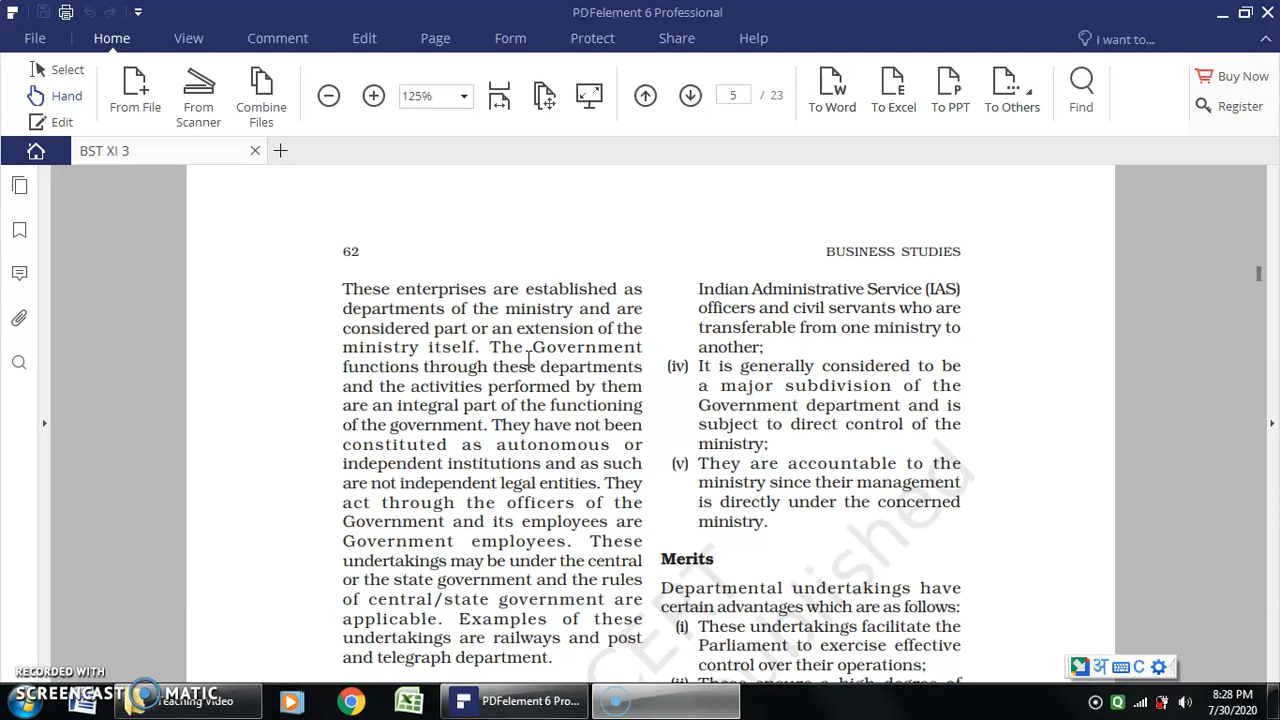 PDFelement 6 Professional
File
Home
View
Comment
Edit
Page
Form
Protect
Share
Help
I want to...
Select
Hand
Edit
From File
From Scanner
Combine Files
125%
5 / 23
To Word
To Excel
To PPT
To Others
Find
Buy Now
Register
BST XI 3
62
BUSINESS STUDIES
These enterprises are established as
departments of the ministry and are
considered part or an extension of the
ministry itself. The Government
functions through these departments
and the activities performed by them
are an integral part of the functioning
of the government. They have not been
constituted as autonomous or
independent institutions and as such
are not independent legal entities. They
act through the officers of the
Government and its employees are
Government employees. These
undertakings may be under the central
or the state government and the rules
of central/state government are
applicable. Examples of these
undertakings are railways and post
and telegraph department.
Indian Administrative Service (IAS)
officers and civil servants who are
transferable from one ministry to
another;
(iv) It is generally considered to be
a major subdivision of the
Government department and is
subject to direct control of the
ministry;
(v) They are accountable to the
ministry since their management
is directly under the concerned
ministry.
Merits
Departmental undertakings have
certain advantages which are as follows:
(i) These undertakings facilitate the
Parliament to exercise effective
control over their operations;
(ii) These ensure a high degree of
अ C
RECORDED WITH
SCREENCAST MATIC
Teaching Video
PDFelement 6 Pro...
8:28 PM
7/30/2020